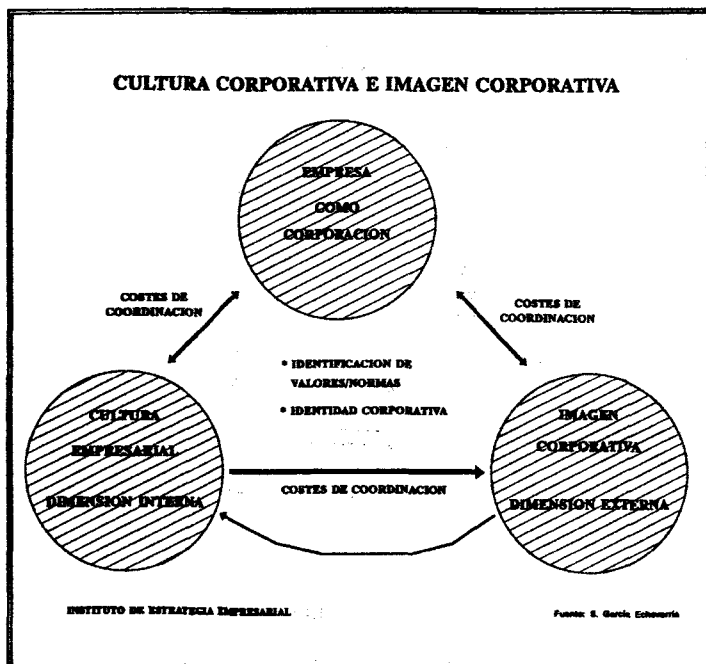 CULTURA CORPORATIVA E IMAGEN CORPORATIVA
EMPRESA
COMO
CORPORACION
COSTES DE
COORDINACION
COSTES DE
COORDINACION
* IDENTIFICACION DE
VALORES/NORMAS
* IDENTIDAD CORPORATIVA
CULTURA
EMPRESARIAL
DIMENSION INTERNA
IMAGEN
CORPORATIVA
DIMENSION EXTERNA
COSTES DE COORDINACION
INSTITUTO DE ESTRATEGIA EMPRESARIAL
Fuente: S. García Echevarría